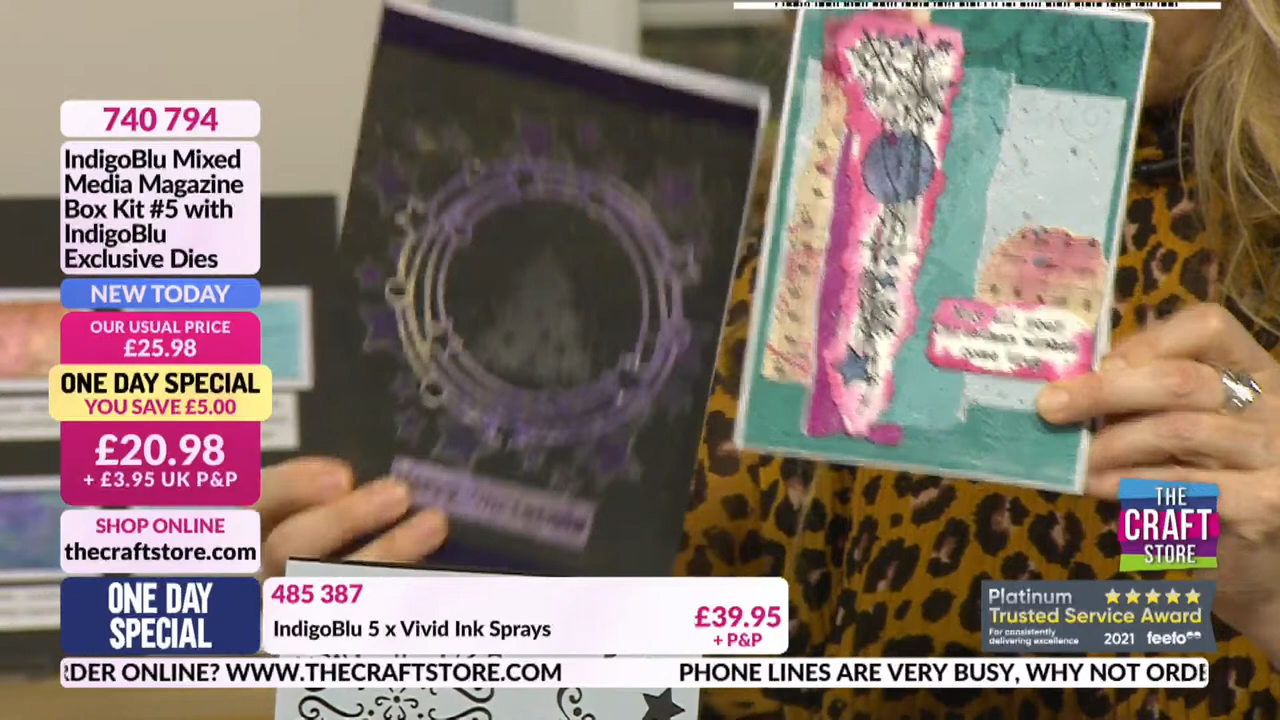 740 794
IndigoBlu Mixed
Media Magazine
Box Kit #5 with
IndigoBlu
Exclusive Dies
NEW TODAY
OUR USUAL PRICE
£25.98
ONE DAY SPECIAL
YOU SAVE £5.00
£20.98
+ £3.95 UK P&P
SHOP ONLINE
thecraftstore.com
ONE DAY
SPECIAL
485 387
IndigoBlu 5 x Vivid Ink Sprays
£39.95
+ P&P
THE
CRAFT
STORE
Platinum
Trusted Service Award
For consistently
delivering excellence
2021 feefo
DER ONLINE? WWW.THECRAFTSTORE.COM PHONE LINES ARE VERY BUSY, WHY NOT ORDE